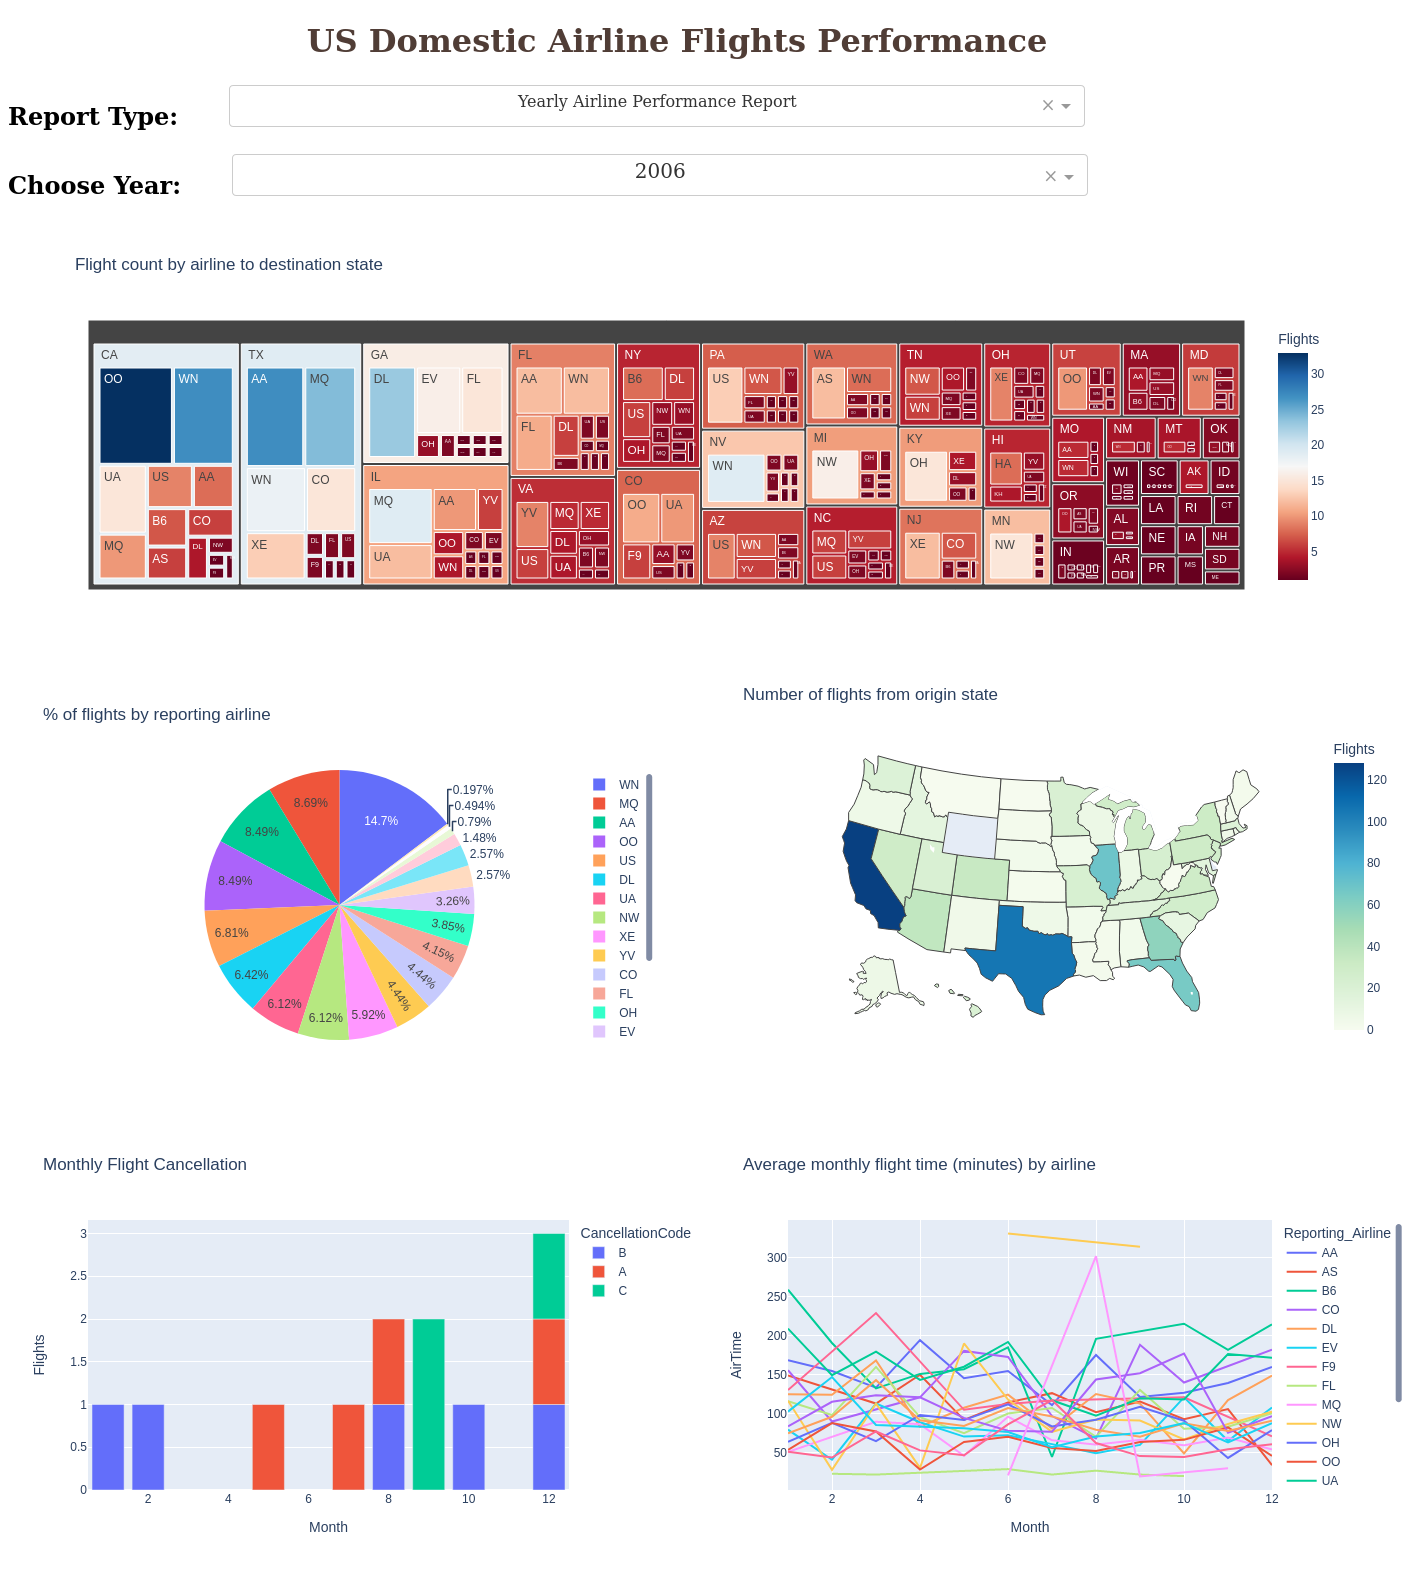 US Domestic Airline Flights Performance
Report Type:
Yearly Airline Performance Report
×
Choose Year:
2006
×
Flight count by airline to destination state
Flights
30
25
20
15
10
5
CA
OO
WN
UA
US
AA
B6
CO
MQ
AS
DL
NW
TX
AA
MQ
WN
CO
XE
DL
FL
US
F9
GA
DL
EV
FL
OH
AA
IL
MQ
AA
YV
UA
OO
CO
EV
WN
FL
AA
WN
FL
DL
VA
YV
MQ
XE
DL
OH
US
UA
NY
B6
DL
US
NW
WN
FL
UA
OH
MQ
CO
OO
UA
F9
AA
YV
PA
US
WN
YV
NV
WN
OO
UA
AZ
US
WN
YV
WA
AS
WN
MI
NW
OH
XE
NC
MQ
YV
US
EV
OH
TN
NW
OO
WN
KY
OH
XE
DL
CO
NJ
XE
CO
OH
XE
HI
HA
YV
KH
MN
NW
UT
OO
MO
AA
WN
OR
IN
MA
AA
B6
MD
WN
NM
MT
OK
WI
SC
AK
ID
LA
RI
CT
AL
NE
IA
NH
AR
PR
MS
SD
ME
% of flights by reporting airline
14.7%
8.69%
8.49%
8.49%
6.81%
6.42%
6.12%
6.12%
5.92%
4.44%
4.44%
4.15%
3.85%
3.26%
2.57%
2.57%
1.48%
0.79%
0.494%
0.197%
WN
MQ
AA
OO
US
DL
UA
NW
XE
YV
CO
FL
OH
EV
Number of flights from origin state
Flights
120
100
80
60
40
20
0
Monthly Flight Cancellation
Flights
3
2.5
2
1.5
1
0.5
0
2
4
6
8
10
12
Month
CancellationCode
B
A
C
Average monthly flight time (minutes) by airline
AirTime
300
250
200
150
100
50
2
4
6
8
10
12
Month
Reporting_Airline
AA
AS
B6
CO
DL
EV
F9
FL
MQ
NW
OH
OO
UA